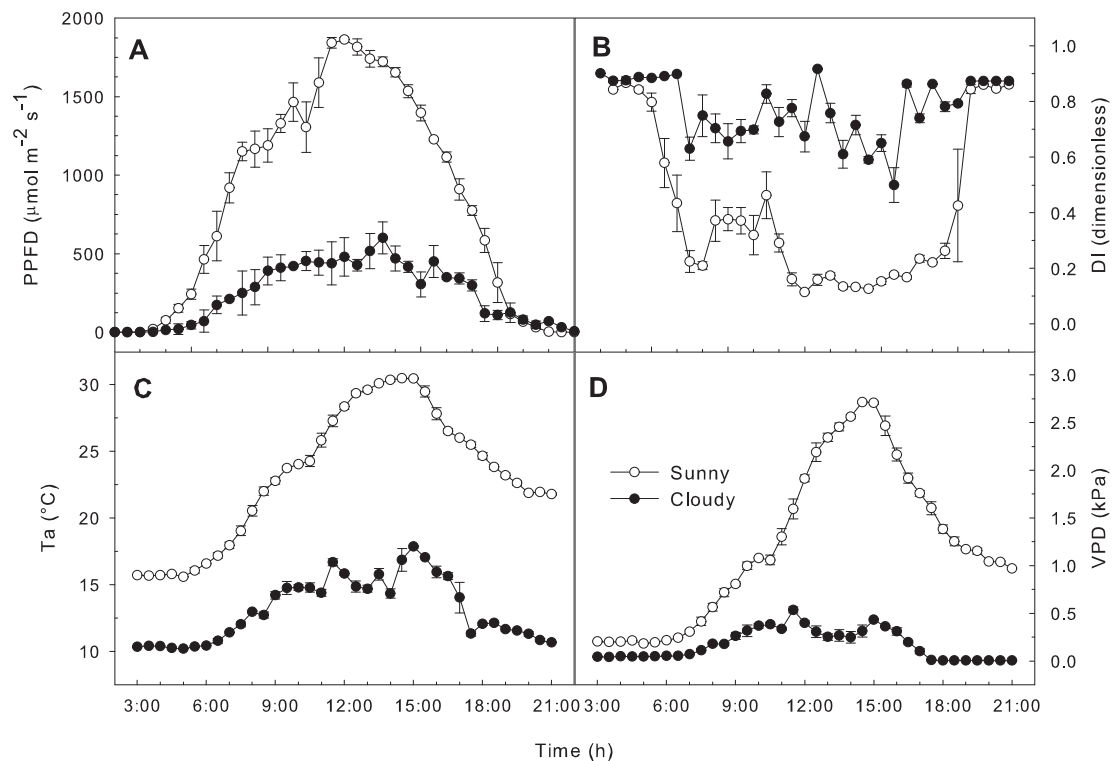 A
2000
1500
1000
500
0
PPFD (μmol m⁻² s⁻¹)
B
1.0
0.8
0.6
0.4
0.2
0.0
DI (dimensionless)
C
30
25
20
15
10
Ta (°C)
D
3.0
2.5
2.0
1.5
1.0
0.5
0.0
VPD (kPa)
Sunny
Cloudy
3:00 6:00 9:00 12:00 15:00 18:00 21:00
3:00 6:00 9:00 12:00 15:00 18:00 21:00
Time (h)